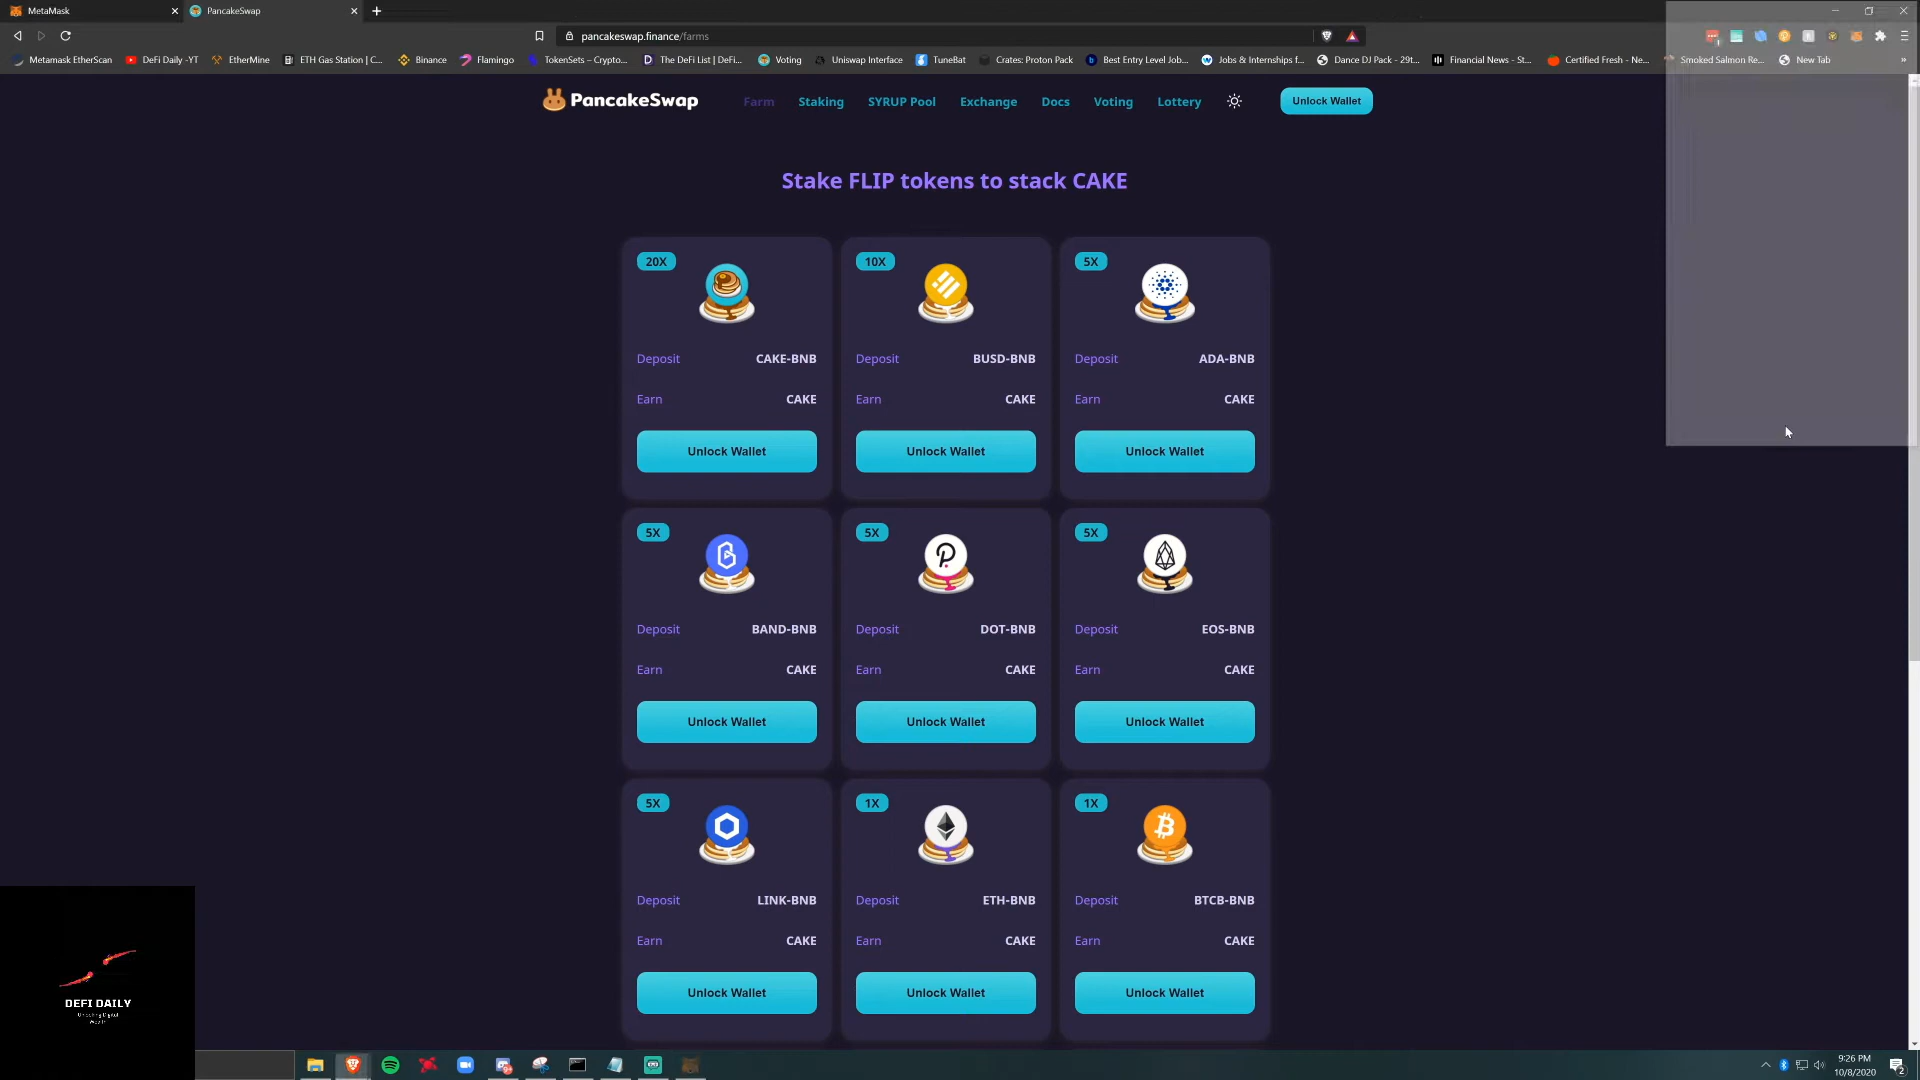 MetaMask
PancakeSwap
pancakeswap.finance/farms
Metamask EtherScan
DeFi Daily -YT
EtherMine
ETH Gas Station | C...
Binance
Flamingo
TokenSets – Crypto...
The DeFi List | DeFi...
Voting
Uniswap Interface
TuneBat
Crates: Proton Pack
Best Entry Level Job...
Jobs & Internships f...
Dance DJ Pack - 29t...
Financial News - St...
Certified Fresh - Ne...
Smoked Salmon Re...
New Tab
PancakeSwap
Farm
Staking
SYRUP Pool
Exchange
Docs
Voting
Lottery
Unlock Wallet
Stake FLIP tokens to stack CAKE
20X
Deposit CAKE-BNB
Earn CAKE
Unlock Wallet
10X
Deposit BUSD-BNB
Earn CAKE
Unlock Wallet
5X
Deposit ADA-BNB
Earn CAKE
Unlock Wallet
5X
Deposit BAND-BNB
Earn CAKE
Unlock Wallet
5X
Deposit DOT-BNB
Earn CAKE
Unlock Wallet
5X
Deposit EOS-BNB
Earn CAKE
Unlock Wallet
5X
Deposit LINK-BNB
Earn CAKE
Unlock Wallet
1X
Deposit ETH-BNB
Earn CAKE
Unlock Wallet
1X
Deposit BTCB-BNB
Earn CAKE
Unlock Wallet
DEFI DAILY
Unlocking Digital
Wealth
9:26 PM
10/8/2020